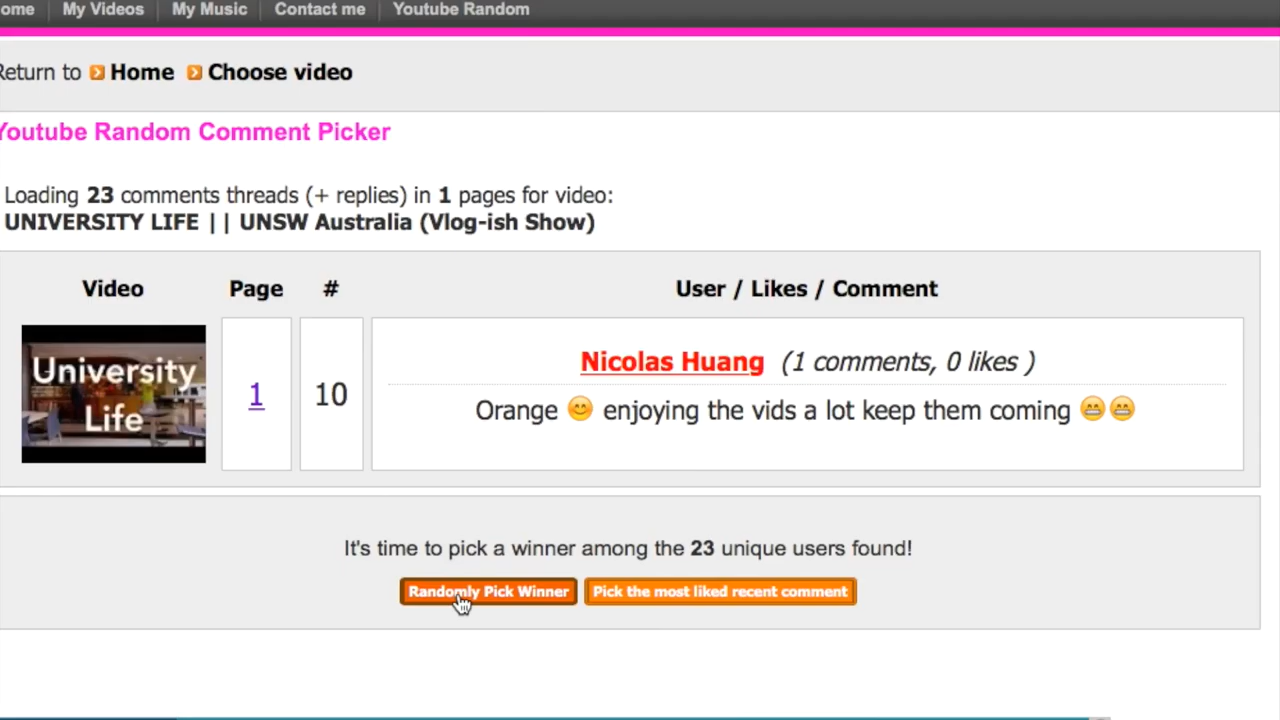 ome My Videos My Music Contact me Youtube Random
Return to Home Choose video
Youtube Random Comment Picker
Loading 23 comments threads (+ replies) in 1 pages for video:
UNIVERSITY LIFE || UNSW Australia (Vlog-ish Show)
Video Page # User / Likes / Comment
University
Life
1
10
Nicolas Huang (1 comments, 0 likes )
Orange 😊 enjoying the vids a lot keep them coming 😁😁
It's time to pick a winner among the 23 unique users found!
Randomly Pick Winner Pick the most liked recent comment